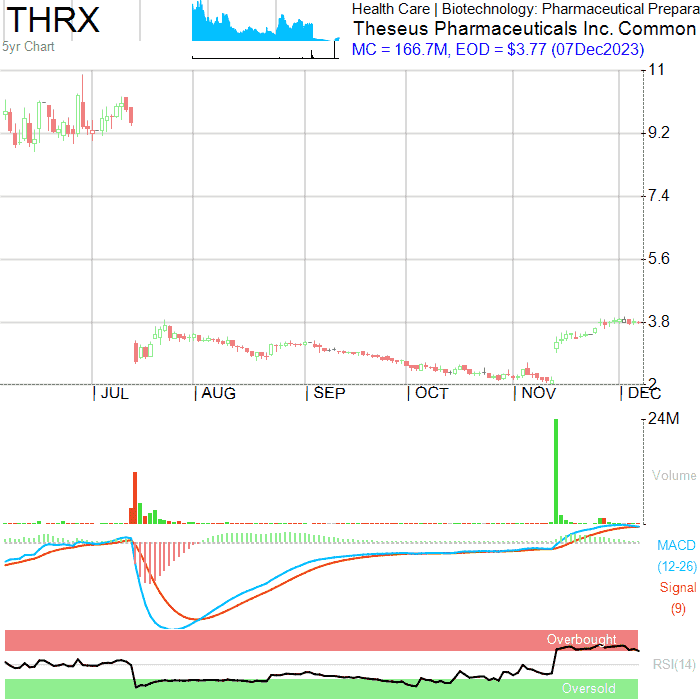 THRX
5yr Chart
Health Care | Biotechnology: Pharmaceutical Prepara
Theseus Pharmaceuticals Inc. Common
MC = 166.7M, EOD = $3.77 (07Dec2023)
11
9.2
7.4
5.6
3.8
2
JUL AUG SEP OCT NOV DEC
24M
Volume
MACD
(12-26)
Signal
(9)
Overbought
RSI(14)
Oversold